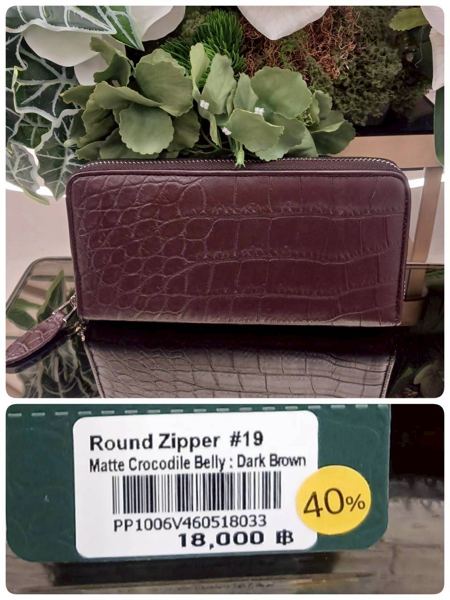 Round Zipper #19
Matte Crocodile Belly : Dark Brown
40%
PP1006V460518033
18,000 ฿